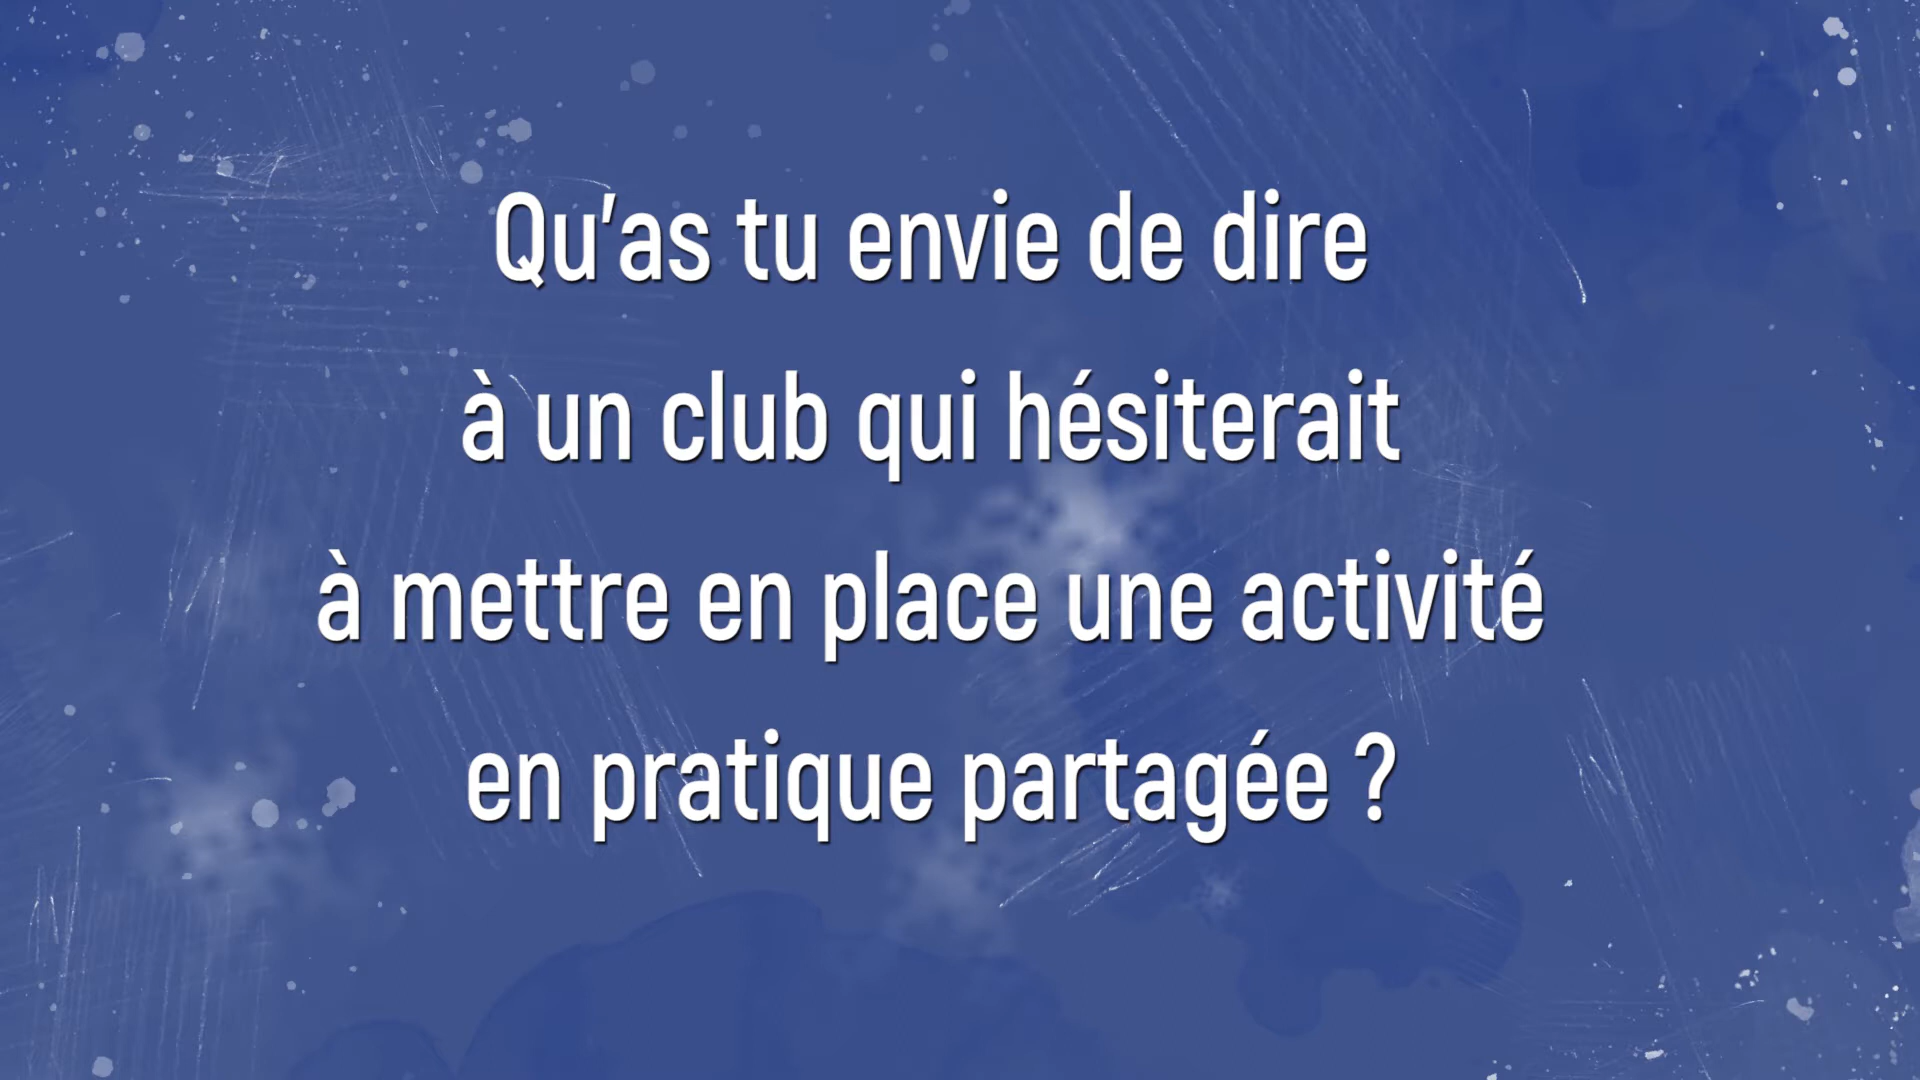 Qu'as tu envie de dire
à un club qui hésiterait
à mettre en place une activité
en pratique partagée ?